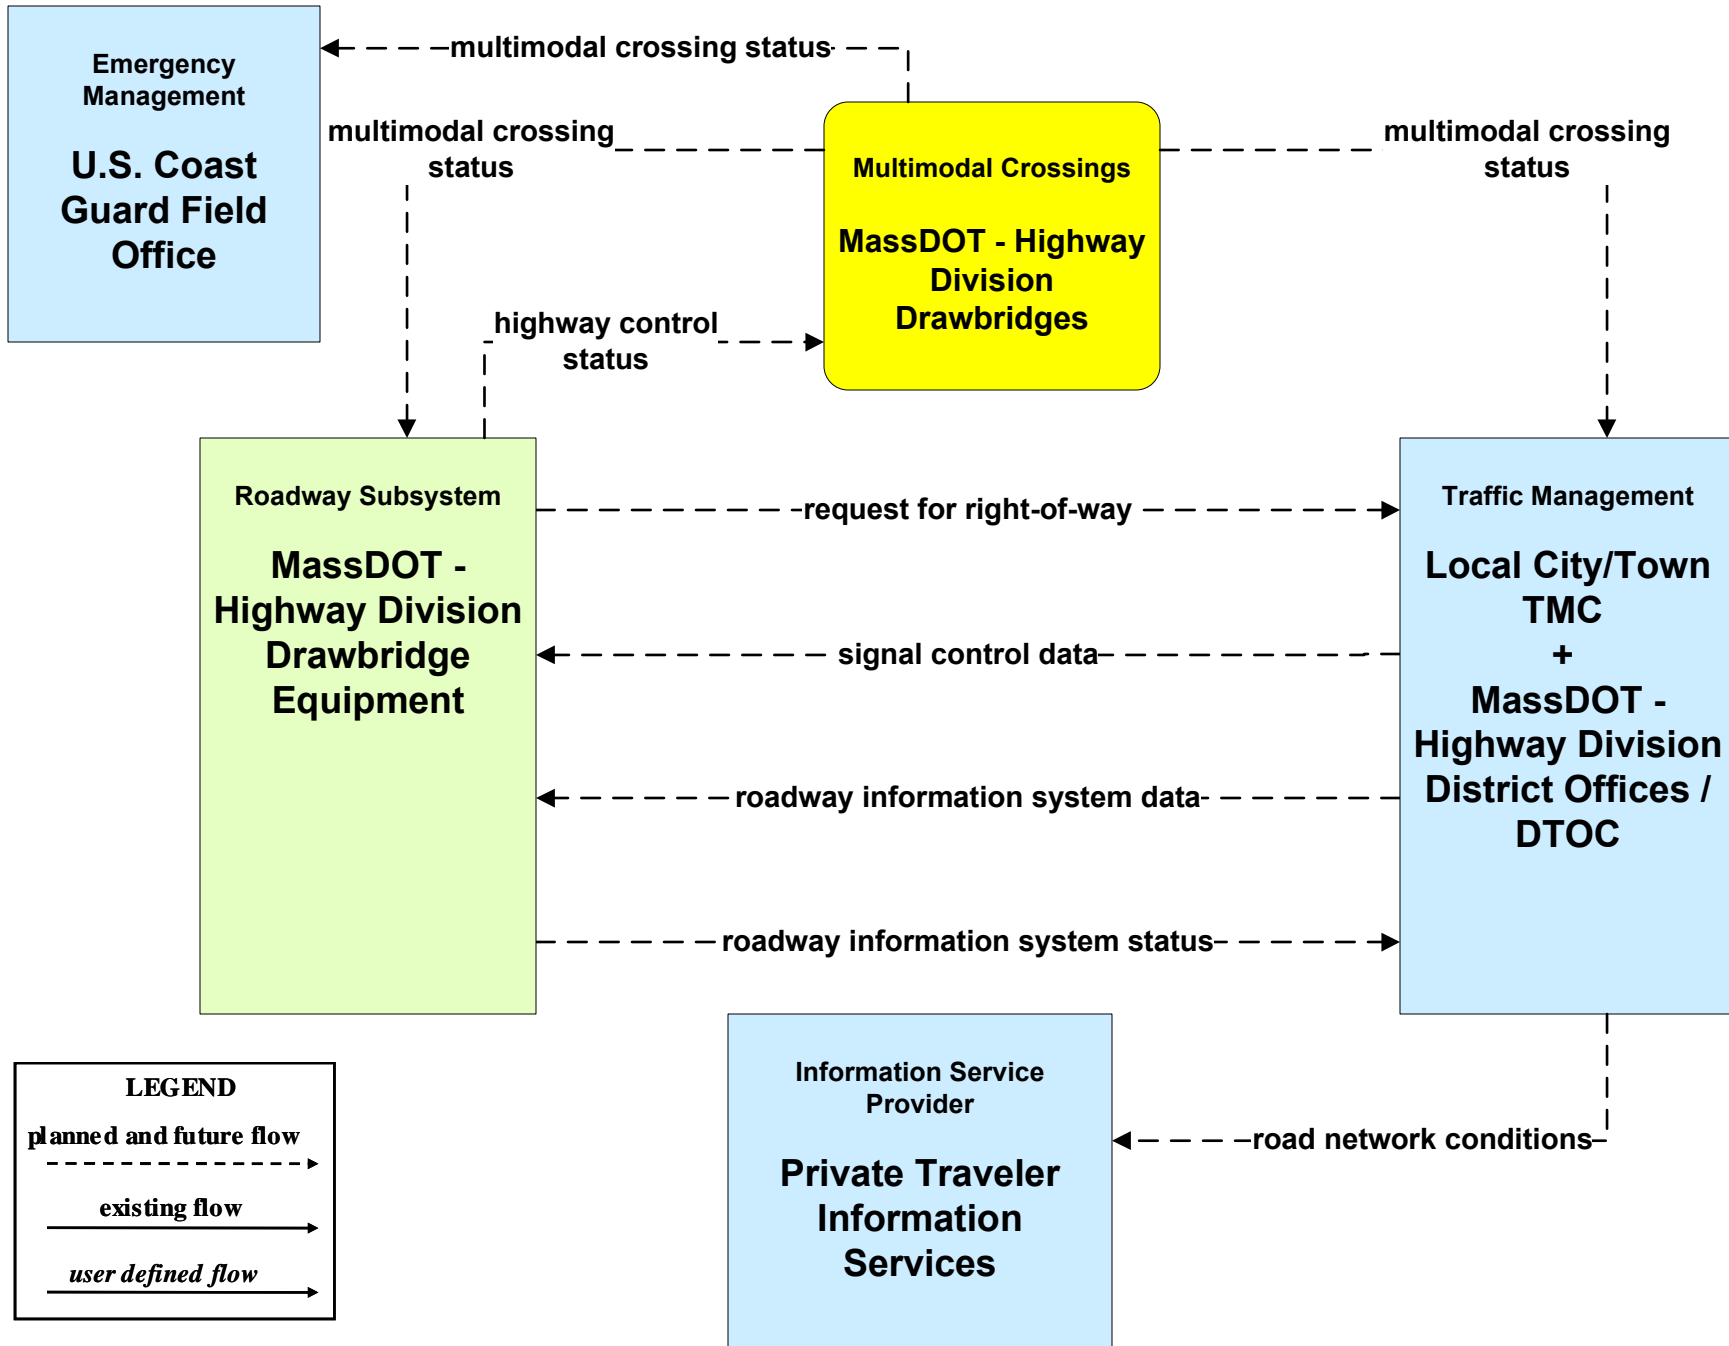 Emergency
Management
U.S. Coast
Guard Field
Office
multimodal crossing status
multimodal crossing
status
Multimodal Crossings
MassDOT - Highway
Division
Drawbridges
multimodal crossing
status
highway control
status
Roadway Subsystem
MassDOT -
Highway Division
Drawbridge
Equipment
request for right-of-way
signal control data
roadway information system data
roadway information system status
Traffic Management
Local City/Town
TMC
+
MassDOT -
Highway Division
District Offices /
DTOC
Information Service
Provider
Private Traveler
Information
Services
road network conditions
LEGEND
planned and future flow
existing flow
user defined flow